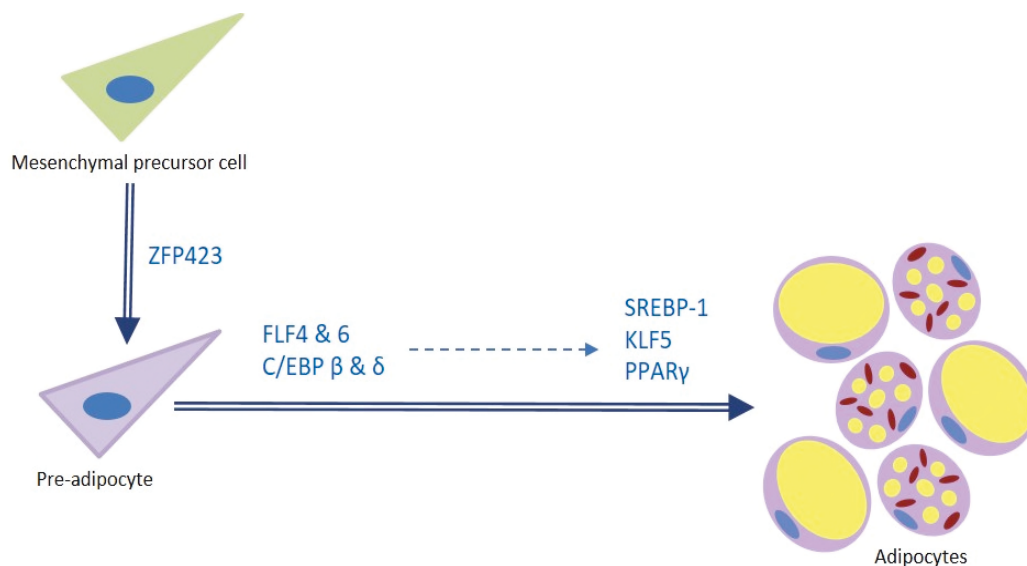 Mesenchymal precursor cell
ZFP423
FLF4 & 6
C/EBP β & δ
SREBP-1
KLF5
PPARγ
Pre-adipocyte
Adipocytes